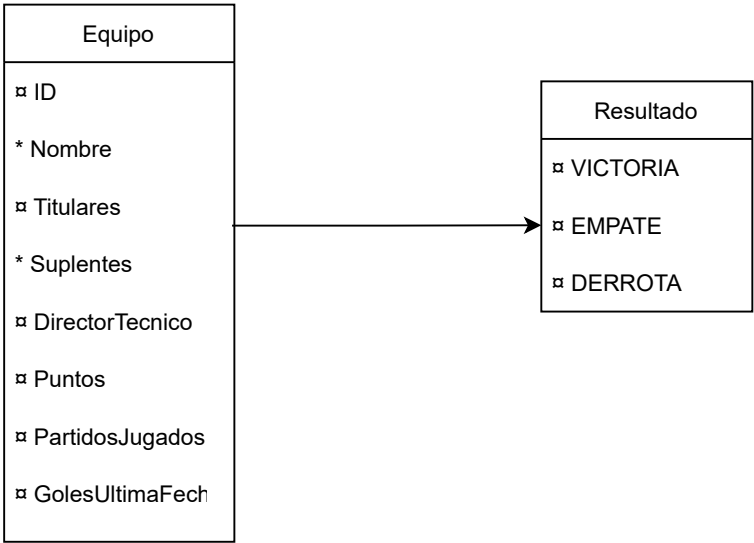 Equipo
¤ ID
* Nombre
¤ Titulares
* Suplentes
¤ DirectorTecnico
¤ Puntos
¤ PartidosJugados
¤ GolesUltimaFech
Resultado
¤ VICTORIA
¤ EMPATE
¤ DERROTA